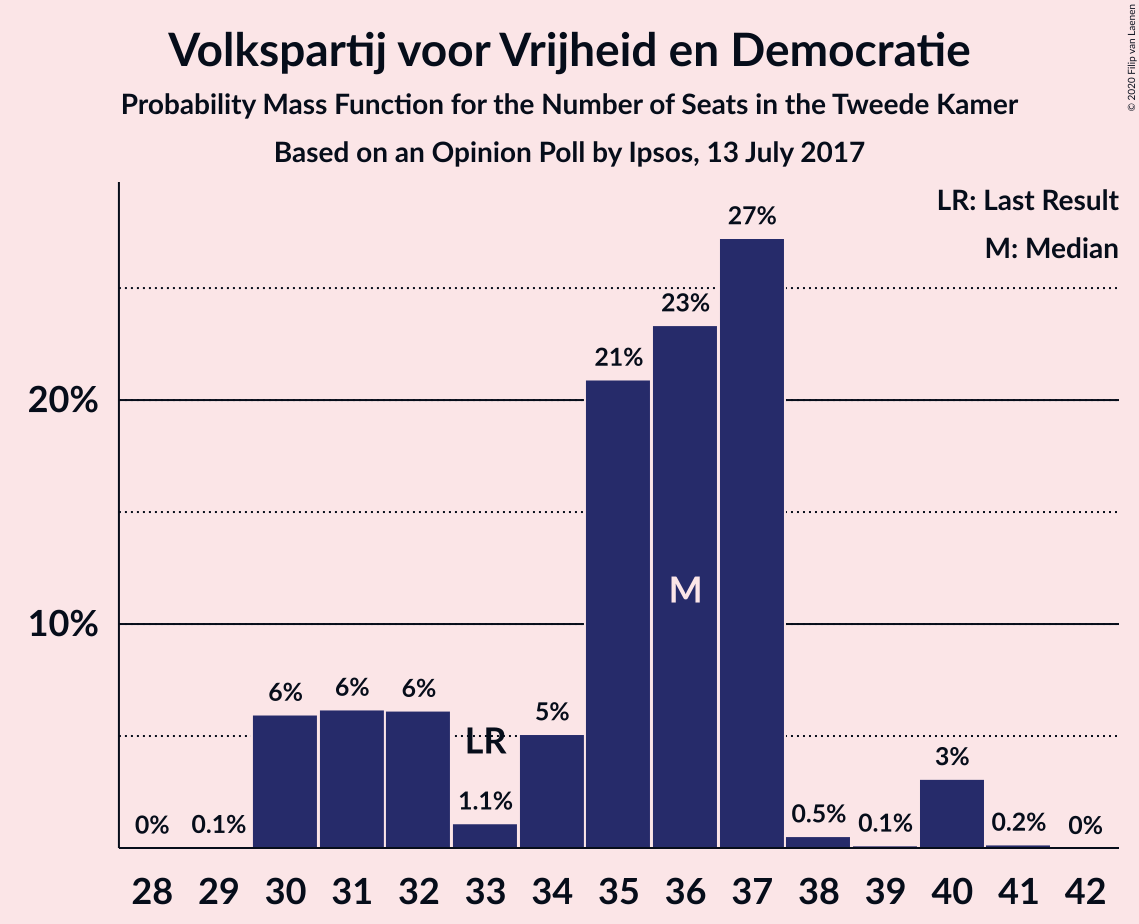 Volkspartij voor Vrijheid en Democratie
Probability Mass Function for the Number of Seats in the Tweede Kamer
Based on an Opinion Poll by Ipsos, 13 July 2017
© 2020 Filip van Laenen
LR: Last Result
M: Median
20%
10%
0%
0.1%
6%
6%
6%
LR
1.1%
5%
21%
23%
M
27%
0.5%
0.1%
3%
0.2%
0%
28 29 30 31 32 33 34 35 36 37 38 39 40 41 42